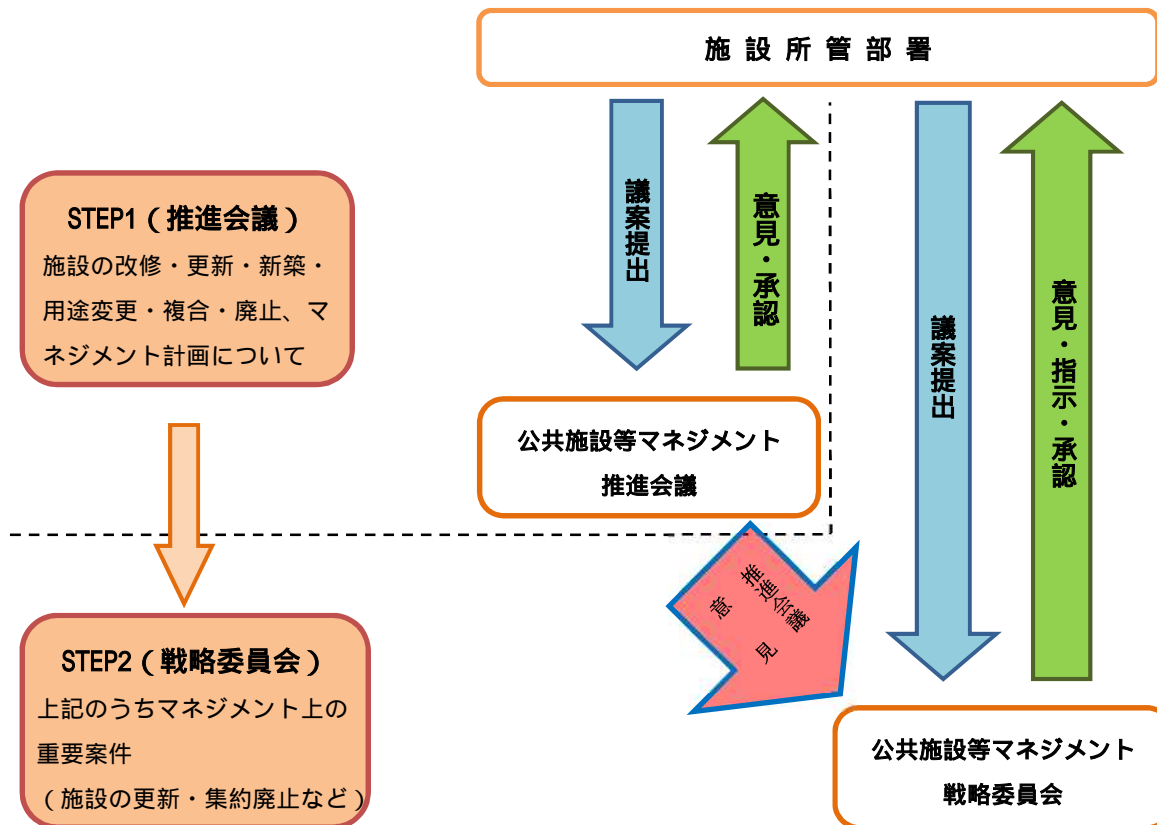 施設所管部署
議案提出
意見・承認
議案提出
意見・指示・承認
STEP1（推進会議）
施設の改修・更新・新築・
用途変更・複合・廃止、マ
ネジメント計画について
公共施設等マネジメント
推進会議
推進会議
意見
STEP2（戦略委員会）
上記のうちマネジメント上の
重要案件
（施設の更新・集約廃止など）
公共施設等マネジメント
戦略委員会